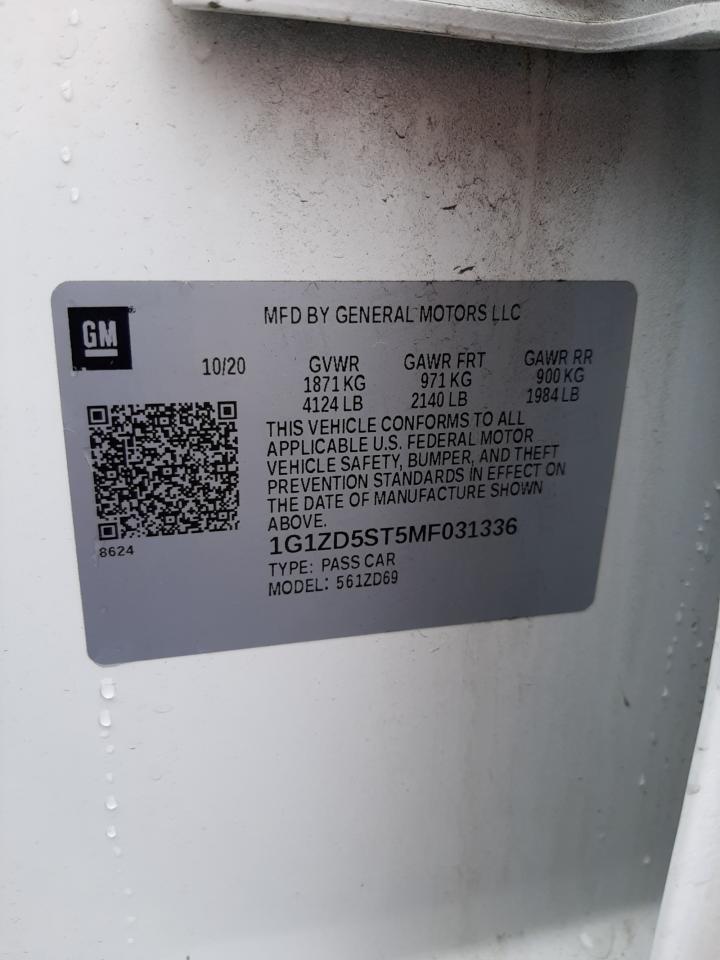 GM
MFD BY GENERAL MOTORS LLC
10/20 GVWR GAWR FRT GAWR RR
1871 KG 971 KG 900 KG
4124 LB 2140 LB 1984 LB
THIS VEHICLE CONFORMS TO ALL
APPLICABLE U.S. FEDERAL MOTOR
VEHICLE SAFETY, BUMPER, AND THEFT
PREVENTION STANDARDS IN EFFECT ON
THE DATE OF MANUFACTURE SHOWN
ABOVE.
8624
1G1ZD5ST5MF031336
TYPE: PASS CAR
MODEL: 561ZD69